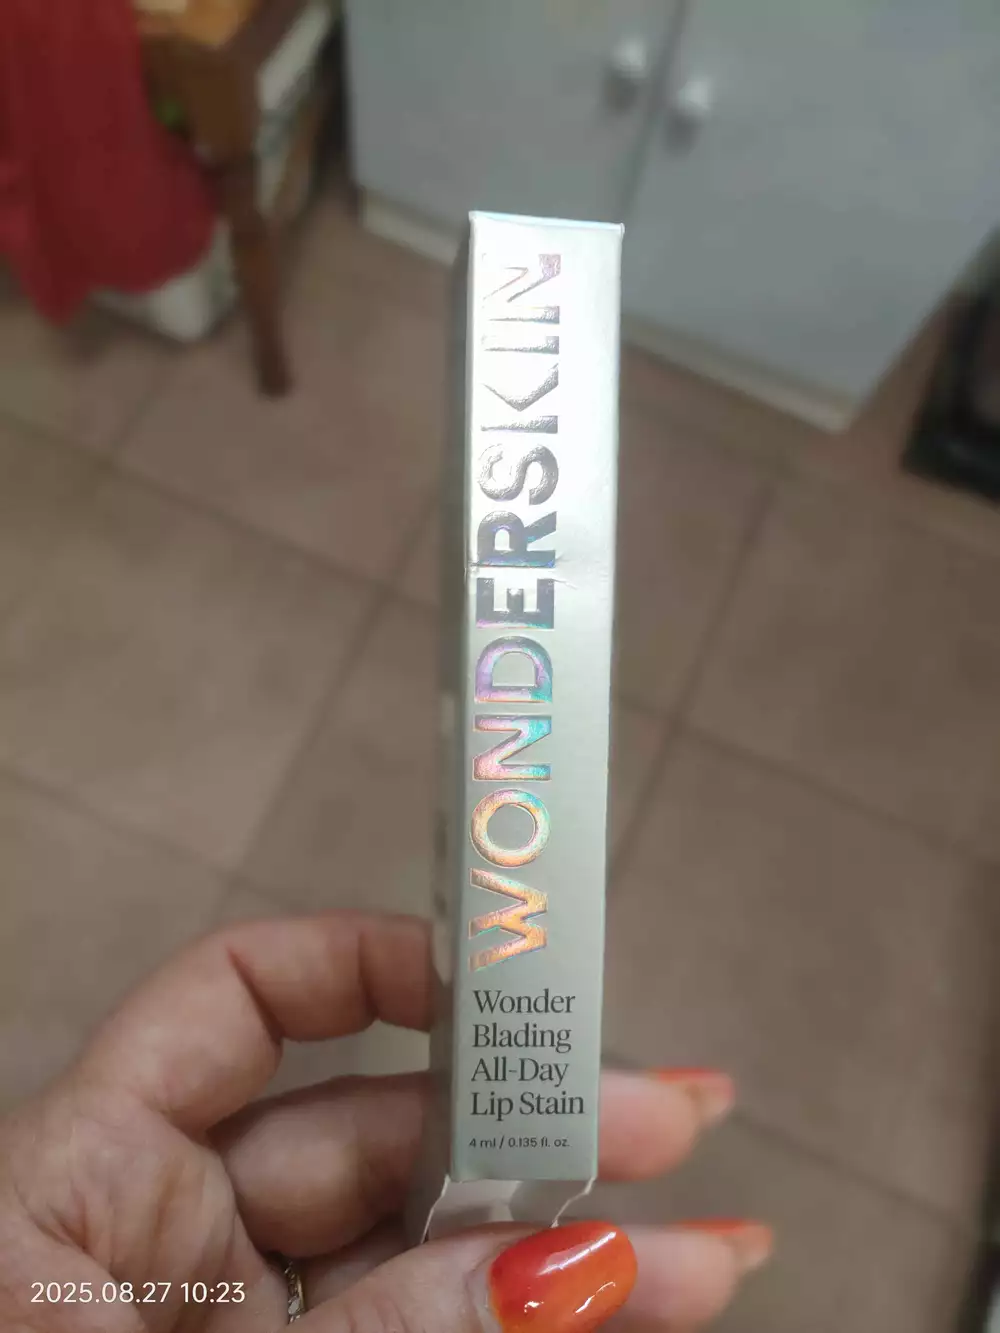 WONDERSKIN
Wonder
Blading
All-Day
Lip Stain
4 ml / 0.135 fl. oz.
2025.08.27 10:23